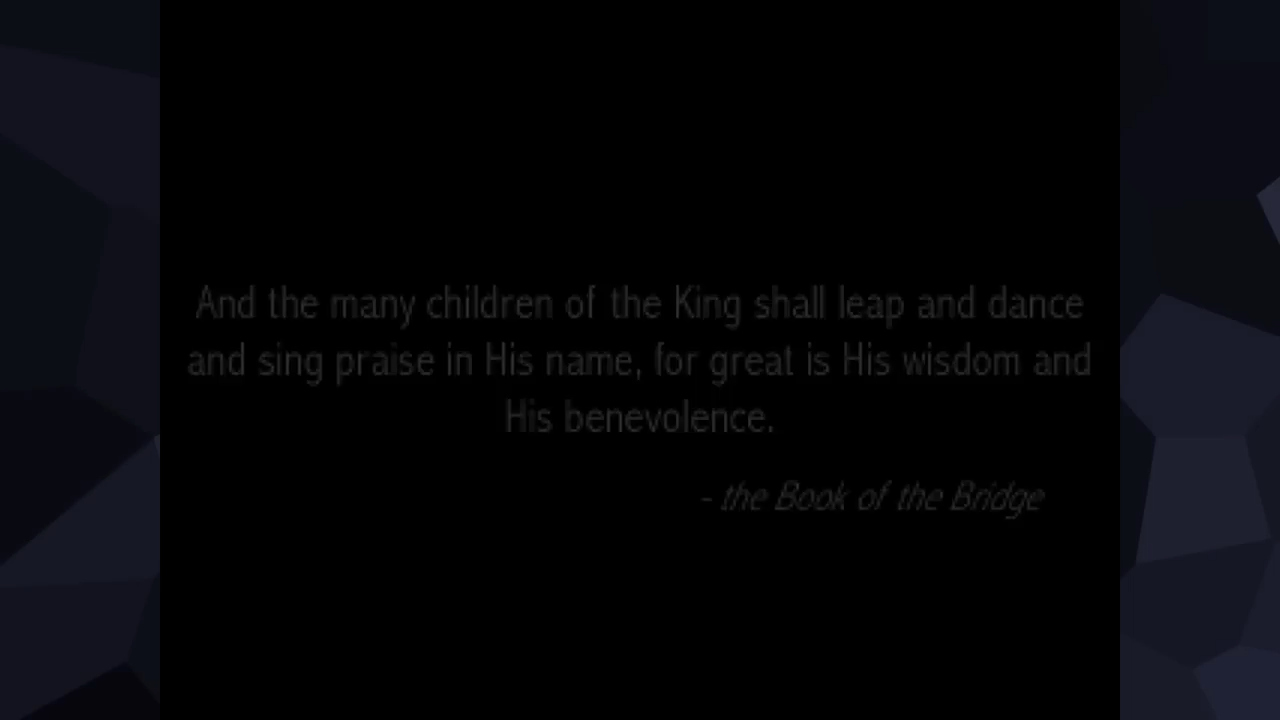 And the many children of the King shall leap and dance
and sing praise in His name, for great is His wisdom and
His benevolence.
- the Book of the Bridge